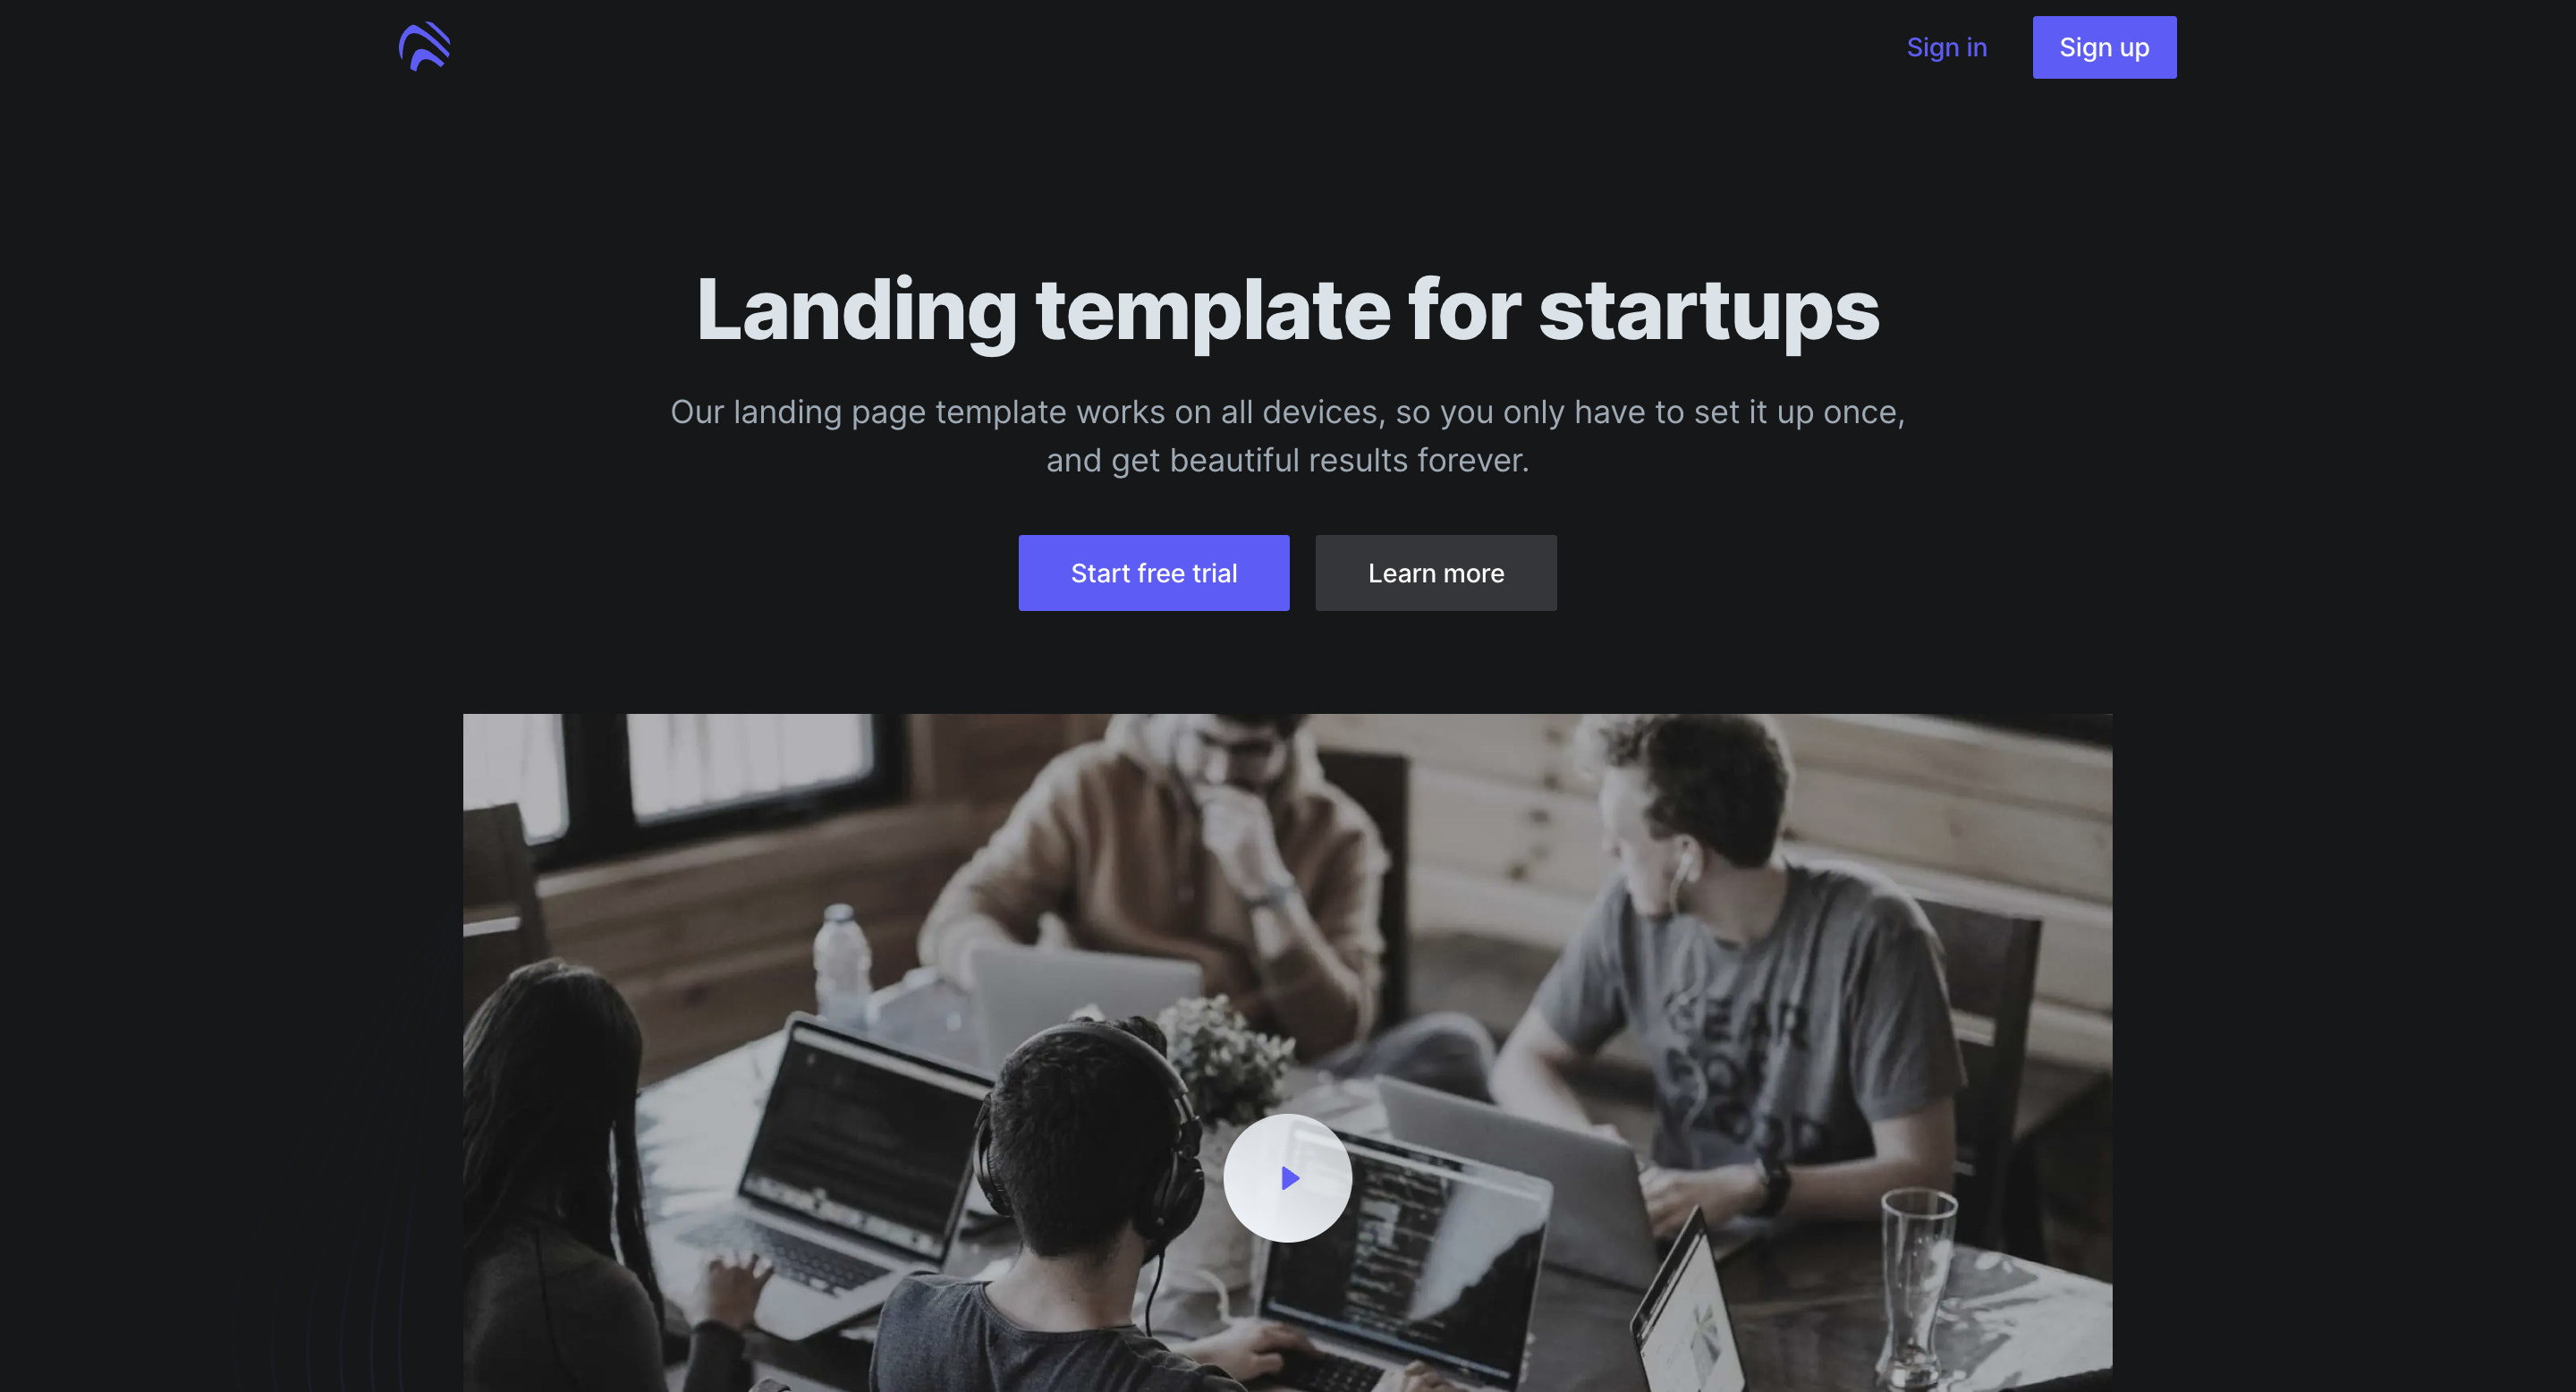 Sign in
Sign up
Landing template for startups
Our landing page template works on all devices, so you only have to set it up once,
and get beautiful results forever.
Start free trial
Learn more